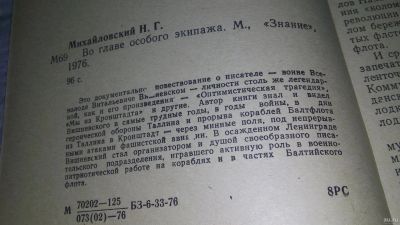 Михайловский Н. Г.
М69 Во главе особого экипажа. М., «Знание»,
1976.
96 с.
Это документальное повествование о писателе — воине Все-
володе Витальевиче Вишневском — личности столь же легендар-
ной, как и его произведения — «Оптимистическая трагедия»,
«Мы из Кронштадта» и другие. Автор книги знал и видел
Вишневского в самые трудные годы, в годы войны, в дни
героической обороны Таллина и прорыва кораблей Балтфлота
из Таллина в Кронштадт — через минные поля, под непрерыв-
ными атаками фашистской авиации. В осажденном Ленинграде
Вишневский стал организатором и душой своеобразного писа-
тельского подразделения, игравшего активную роль в военно-
патриотической работе на кораблях и в частях Балтийского
флота.
М 70202—125
073(02)—76 БЗ-6-33-76
8РС
И ср
ленточ